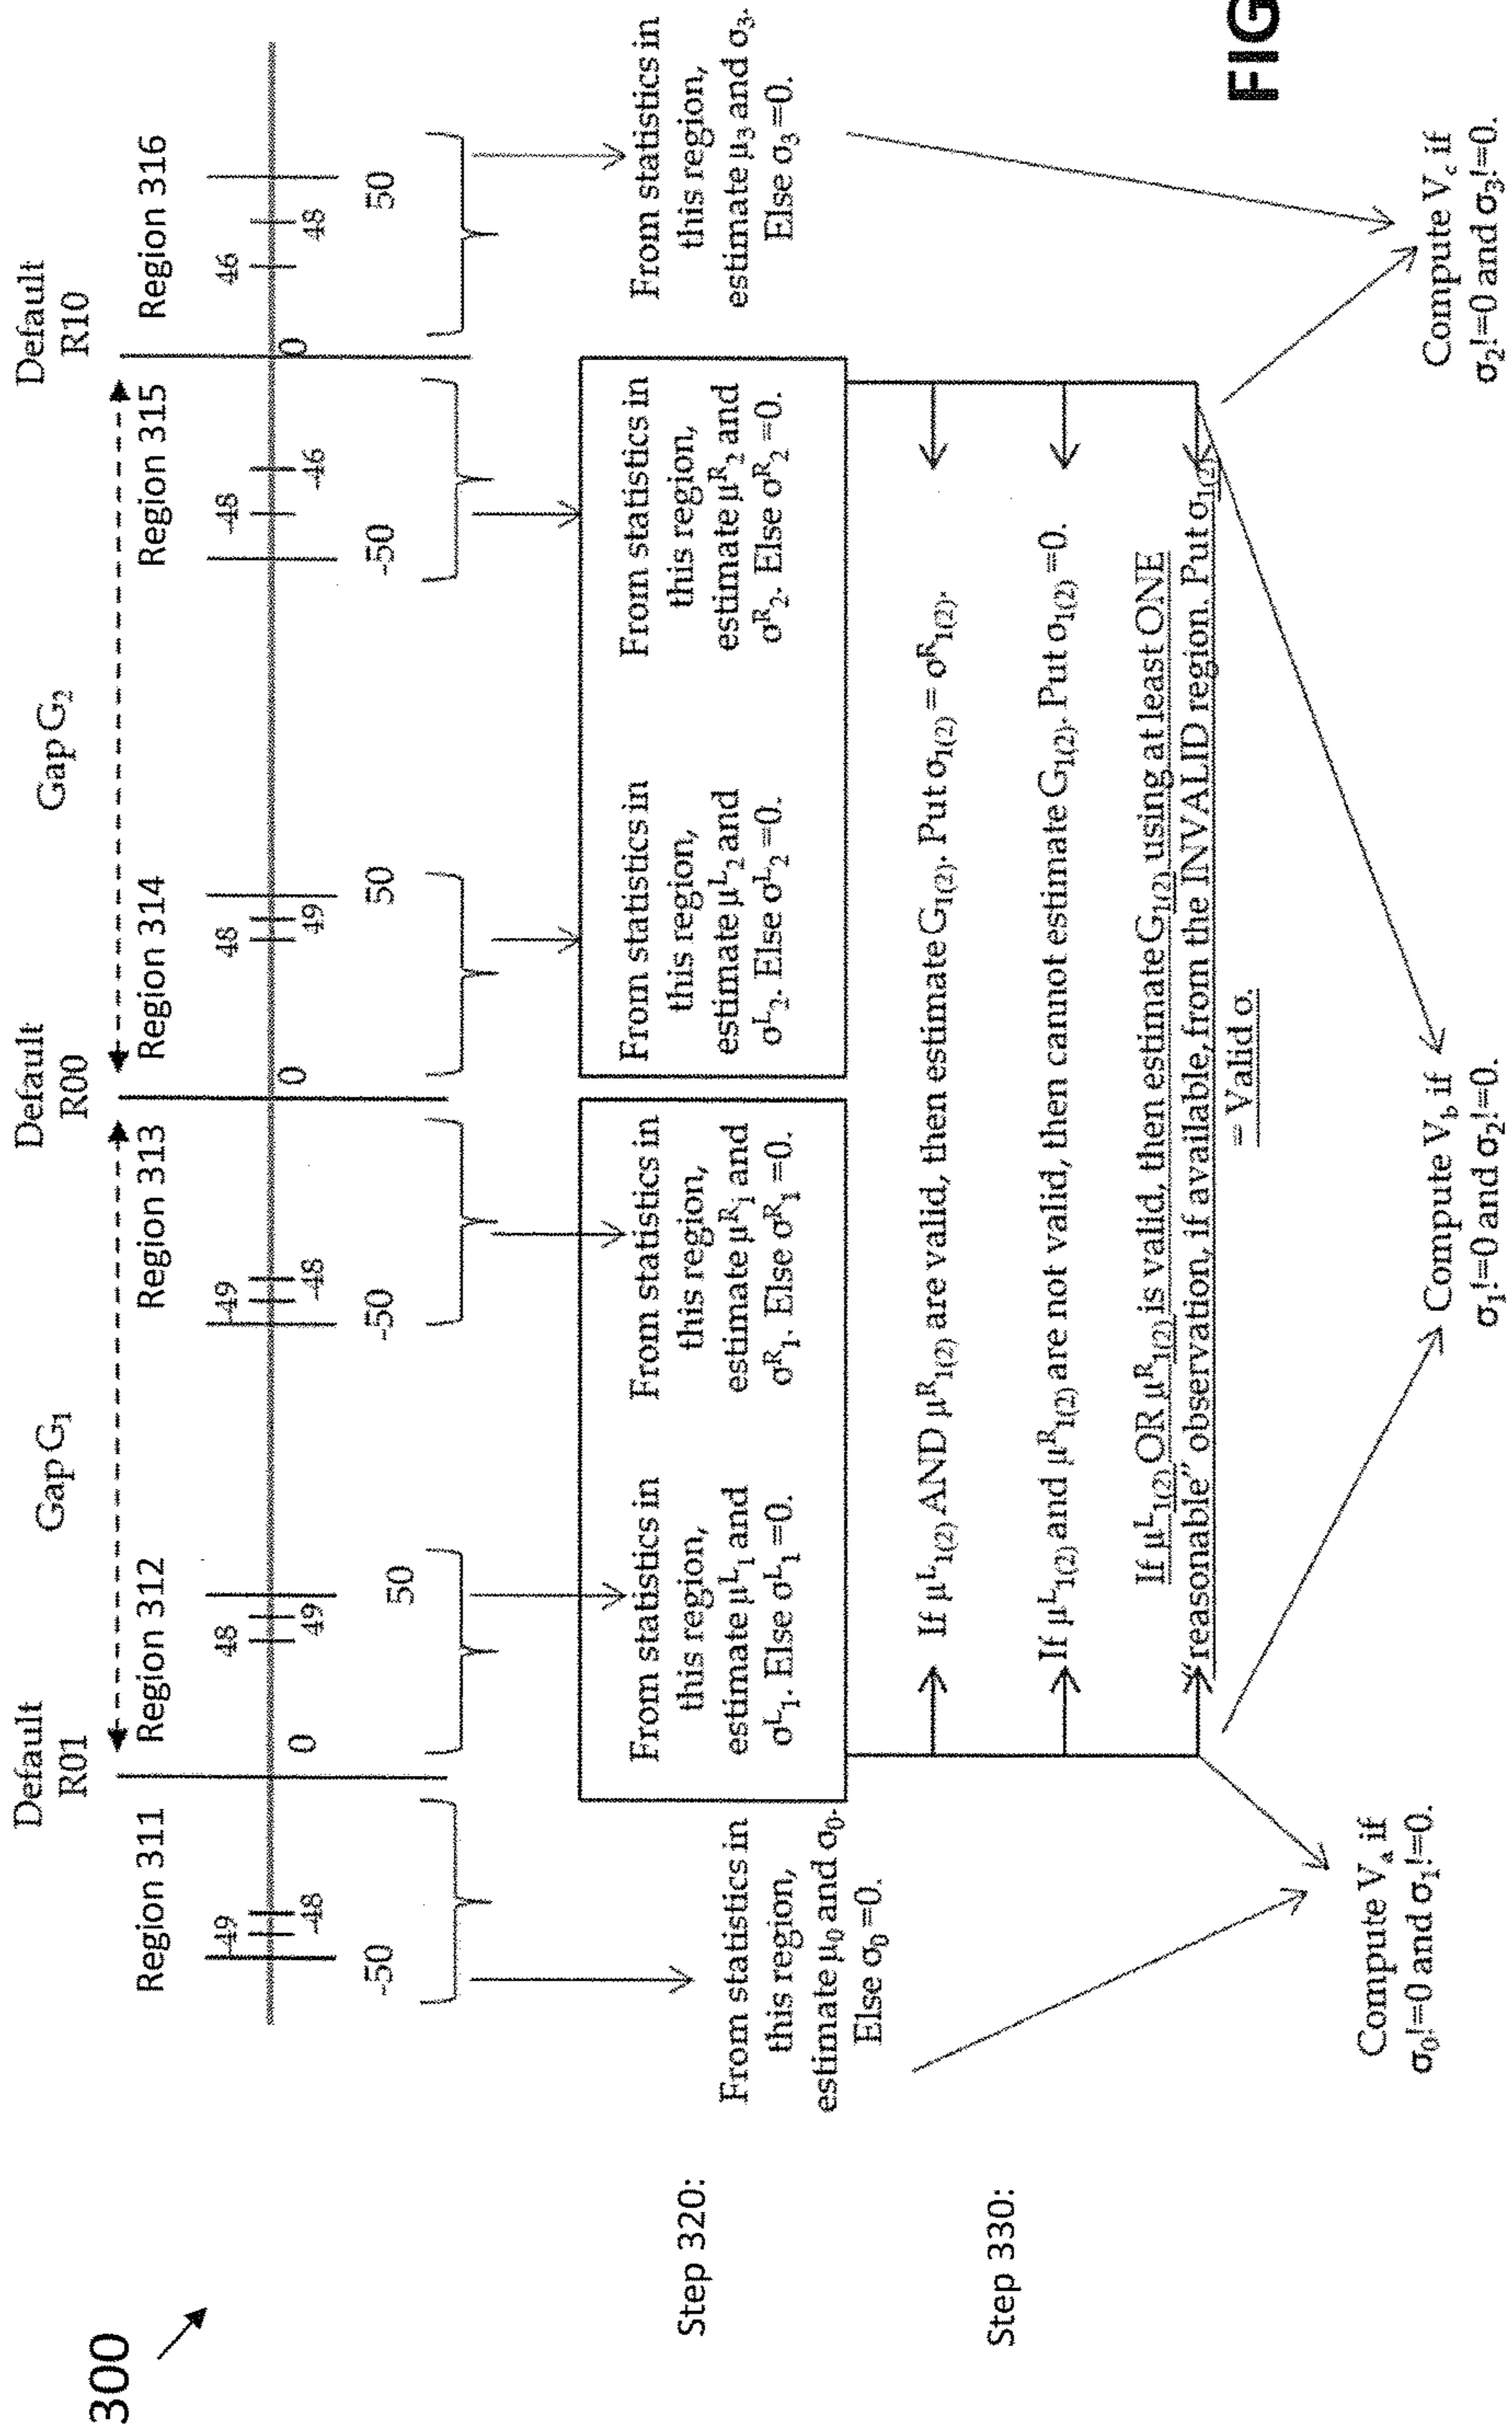 300
Default
R01
Gap G₁
Default
R00
Gap G₂
Default
R10
Region 311
Region 312
Region 313
Region 314
Region 315
Region 316
-49
-48
-50
0
48
49
50
-49
-48
-50
0
48
49
50
-48
-46
-50
0
46
48
50
Step 320:
From statistics in
this region,
estimate μ₀ and σ₀.
Else σ₀ =0.
From statistics in
this region,
estimate μᴸ₁ and
σᴸ₁. Else σᴸ₁ =0.
From statistics in
this region,
estimate μᴿ₁ and
σᴿ₁. Else σᴿ₁ =0.
From statistics in
this region,
estimate μᴸ₂ and
σᴸ₂. Else σᴸ₂ =0.
From statistics in
this region,
estimate μᴿ₂ and
σᴿ₂. Else σᴿ₂ =0.
From statistics in
this region,
estimate μ₃ and σ₃.
Else σ₃ =0.
Step 330:
If μᴸ₁₍₂₎ AND μᴿ₁₍₂₎ are valid, then estimate G₁₍₂₎. Put σ₁₍₂₎ = σᴿ₁₍₂₎.
If μᴸ₁₍₂₎ and μᴿ₁₍₂₎ are not valid, then cannot estimate G₁₍₂₎. Put σ₁₍₂₎ =0.
If μᴸ₁₍₂₎ OR μᴿ₁₍₂₎ is valid, then estimate G₁₍₂₎ using at least ONE
“reasonable” observation, if available, from the INVALID region. Put σ₁₍₂₎
= Valid σ.
Compute Vₐ if
σ₀!=0 and σ₁!=0.
Compute V_b if
σ₁!=0 and σ₂!=0.
Compute V_c if
σ₂!=0 and σ₃!=0.
FIG